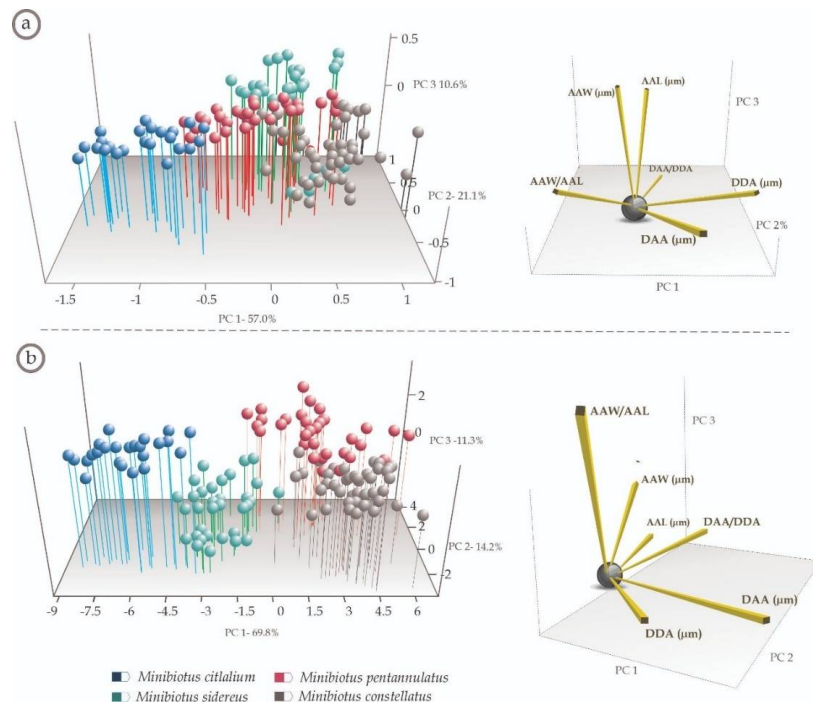 a
0.5
0
PC 3 10.6%
1
PC 2- 21.1%
0
-0.5
-1
-1.5 -1 -0.5 0 0.5 1
PC 1- 57.0%
AAW (µm)
AAL (µm)
PC 3
AAW/AAL
DAA/DDA
DDA (µm)
PC 2%
DAA (µm)
PC 1
b
2
0
PC 3 -11.3%
4
2
PC 2- 14.2%
0
-2
-9 -7.5 -6 -4.5 -3 -1.5 0 1.5 3 4.5 6
PC 1- 69.8%
AAW/AAL
PC 3
AAW (µm)
AAL (µm)
DAA/DDA
DAA (µm)
DDA (µm)
PC 2
PC 1
Minibiotus citlalium Minibiotus pentannulatus
Minibiotus sidereus Minibiotus constellatus